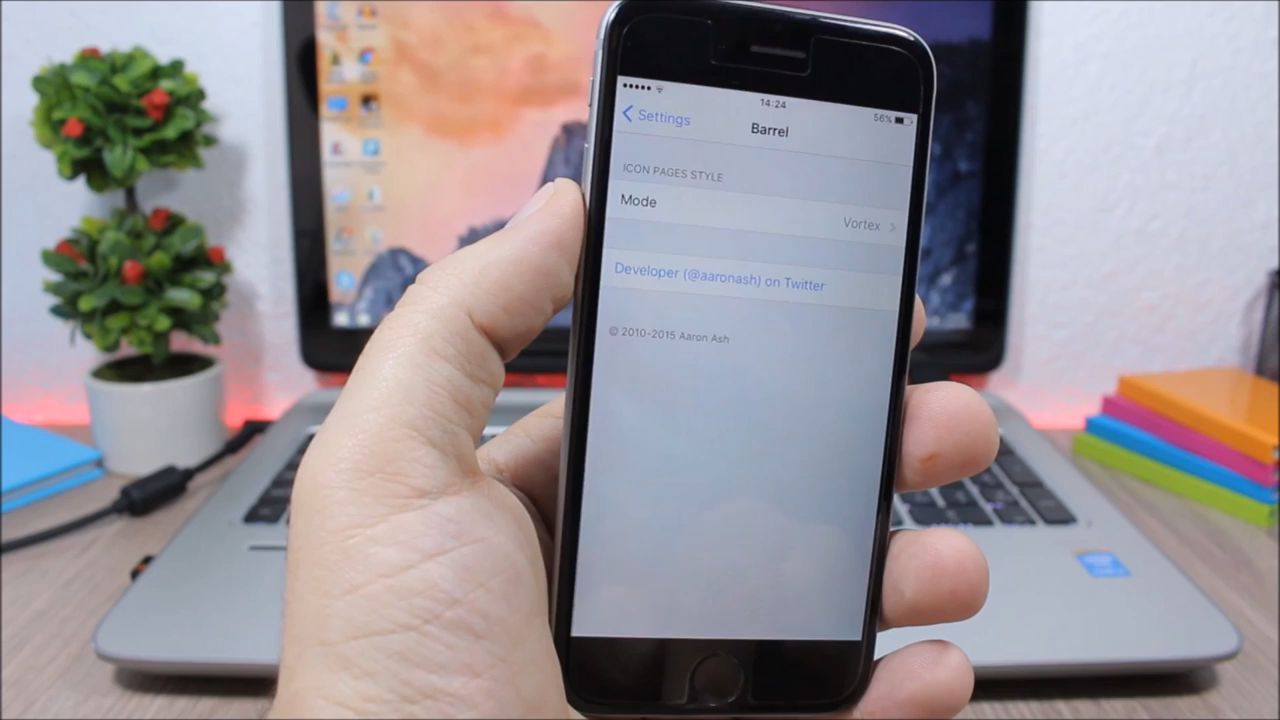 14:24
56%
Settings
Barrel
ICON PAGES STYLE
Mode
Vortex
Developer (@aaronash) on Twitter
© 2010-2015 Aaron Ash